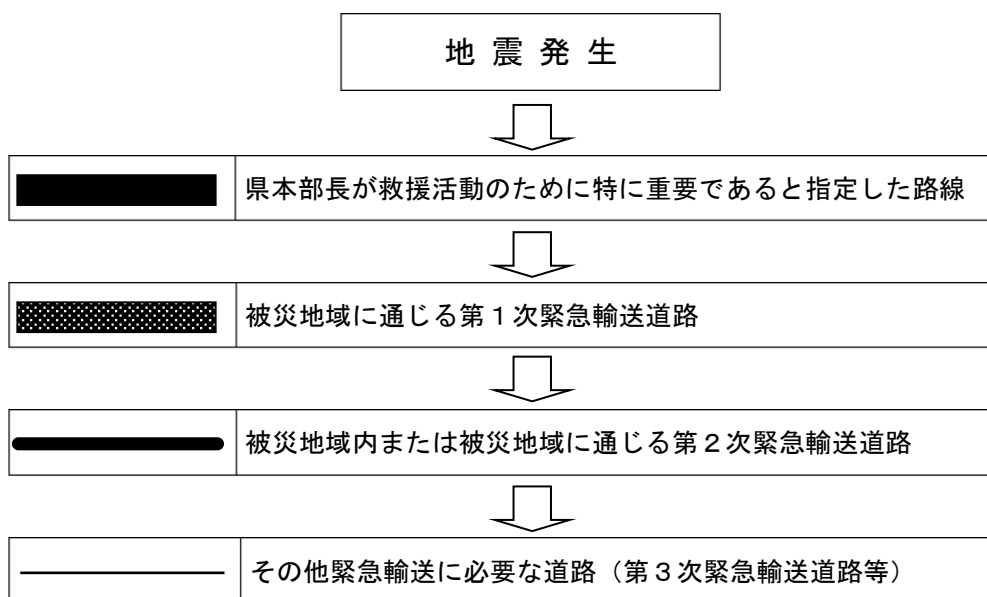 地震発生
県本部長が救援活動のために特に重要であると指定した路線
被災地域に通じる第１次緊急輸送道路
被災地域内または被災地域に通じる第２次緊急輸送道路
その他緊急輸送に必要な道路（第３次緊急輸送道路等）